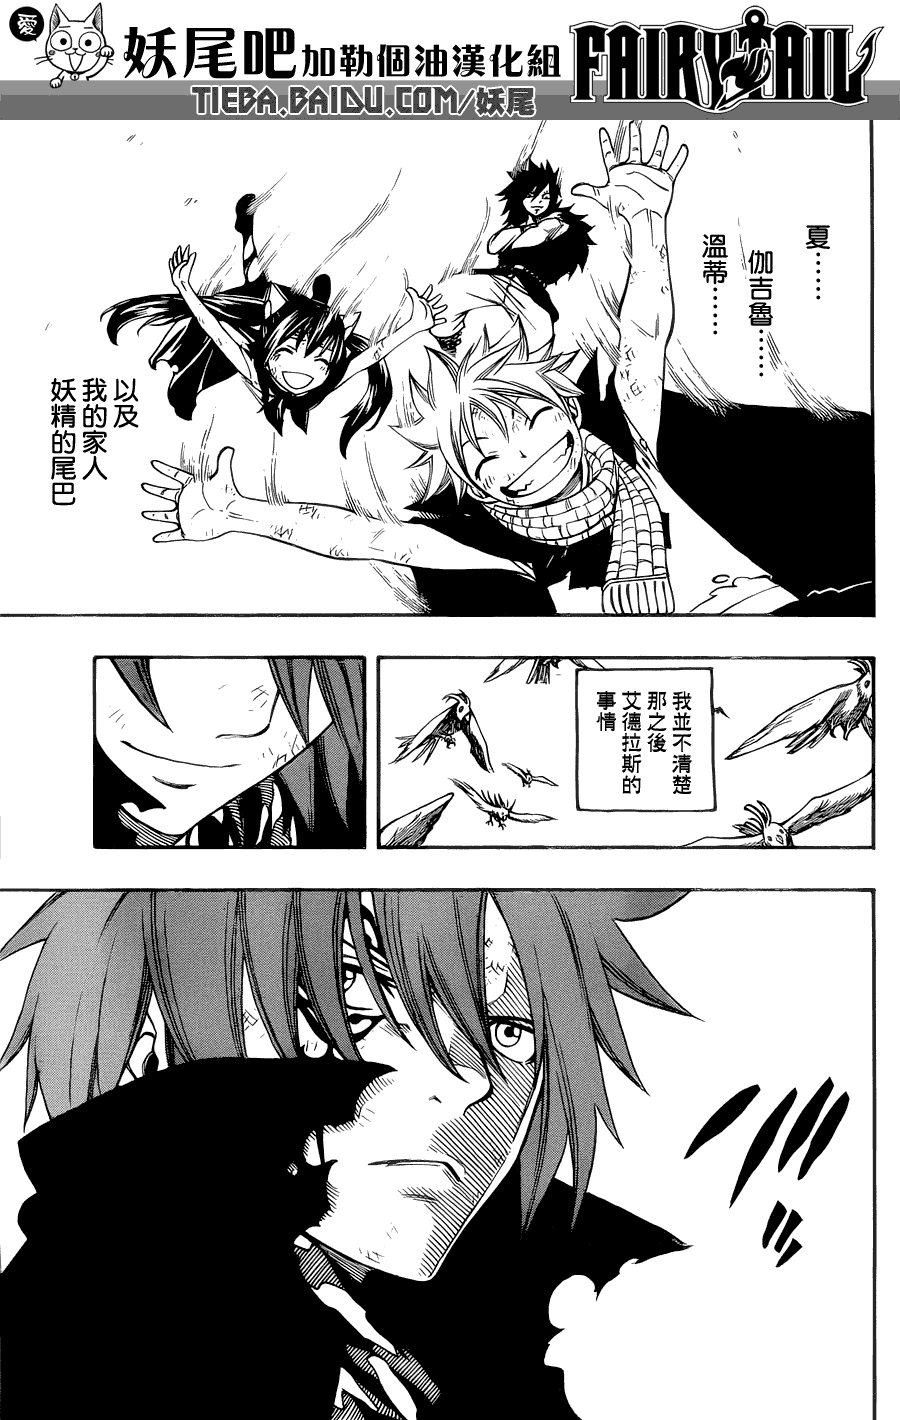 愛
妖尾吧加勒個油漢化組
TIEBA.BAIDU.COM/妖尾
FAIRY TAIL
夏……
伽吉魯……
溫蒂……
以及
我的家人
妖精的尾巴
我並不清楚
那之後
艾德拉斯的
事情